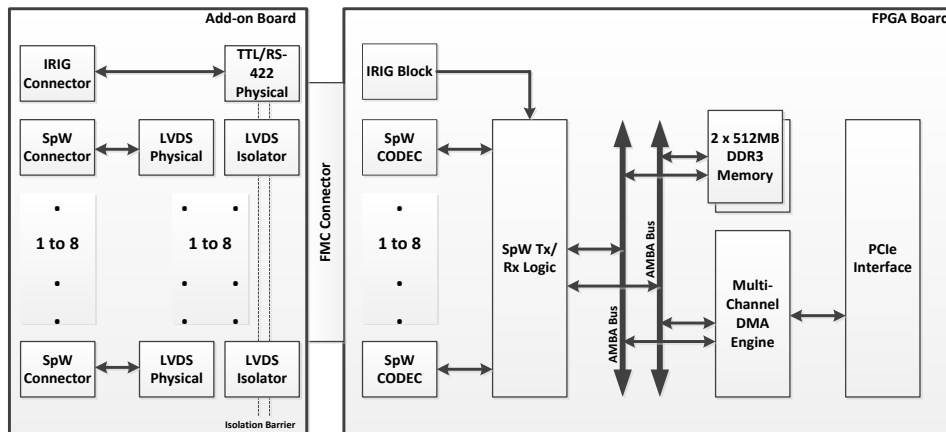 Add-on Board
FPGA Board
IRIG
Connector
TTL/RS-
422
Physical
IRIG Block
SpW
Connector
LVDS
Physical
LVDS
Isolator
FMC Connector
SpW
CODEC
2 x 512MB
DDR3
Memory
1 to 8
1 to 8
1 to 8
SpW Tx/
Rx Logic
AMBA Bus
AMBA Bus
Multi-
Channel
DMA
Engine
PCIe
Interface
SpW
Connector
LVDS
Physical
LVDS
Isolator
SpW
CODEC
Isolation Barrier